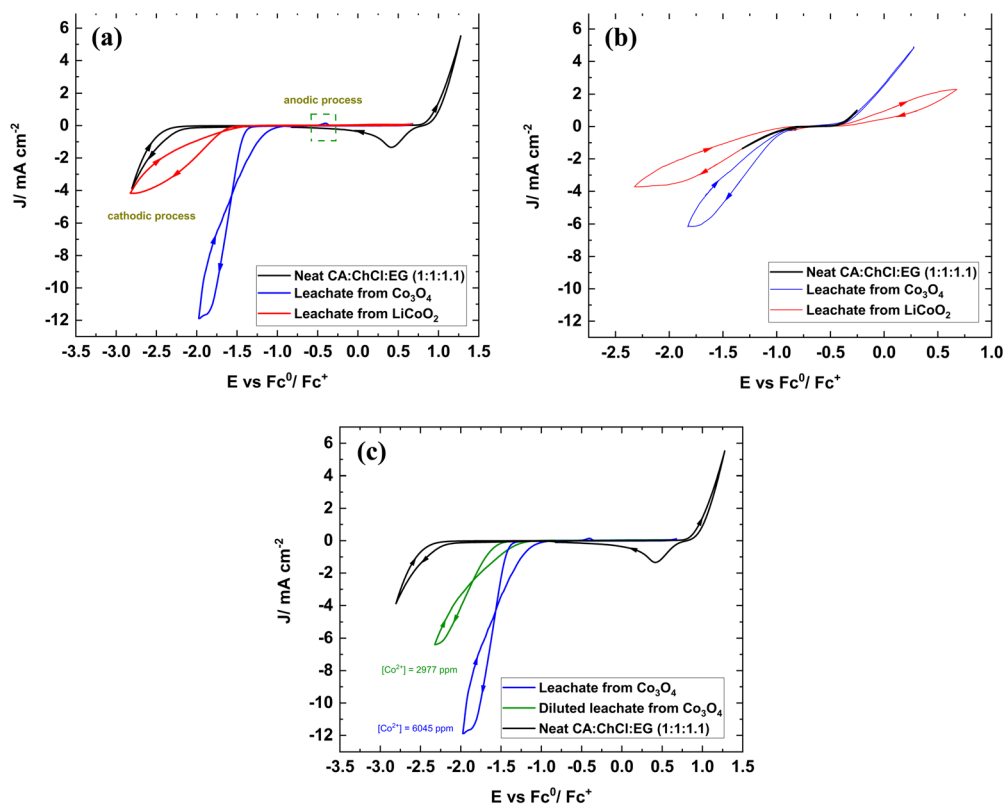 (a)
6
4
2
0
-2
-4
-6
-8
-10
-12
J/ mA cm-2
anodic process
cathodic process
Neat CA:ChCl:EG (1:1:1.1)
Leachate from Co3O4
Leachate from LiCoO2
-3.5 -3.0 -2.5 -2.0 -1.5 -1.0 -0.5 0.0 0.5 1.0 1.5
E vs Fc0/ Fc+
(b)
6
4
2
0
-2
-4
-6
-8
-10
-12
J/ mA cm-2
Neat CA:ChCl:EG (1:1:1.1)
Leachate from Co3O4
Leachate from LiCoO2
-2.5 -2.0 -1.5 -1.0 -0.5 0.0 0.5 1.0
E vs Fc0/ Fc+
(c)
6
4
2
0
-2
-4
-6
-8
-10
-12
J/ mA cm-2
[Co2+] = 2977 ppm
[Co2+] = 6045 ppm
Leachate from Co3O4
Diluted leachate from Co3O4
Neat CA:ChCl:EG (1:1:1.1)
-3.5 -3.0 -2.5 -2.0 -1.5 -1.0 -0.5 0.0 0.5 1.0 1.5
E vs Fc0/ Fc+